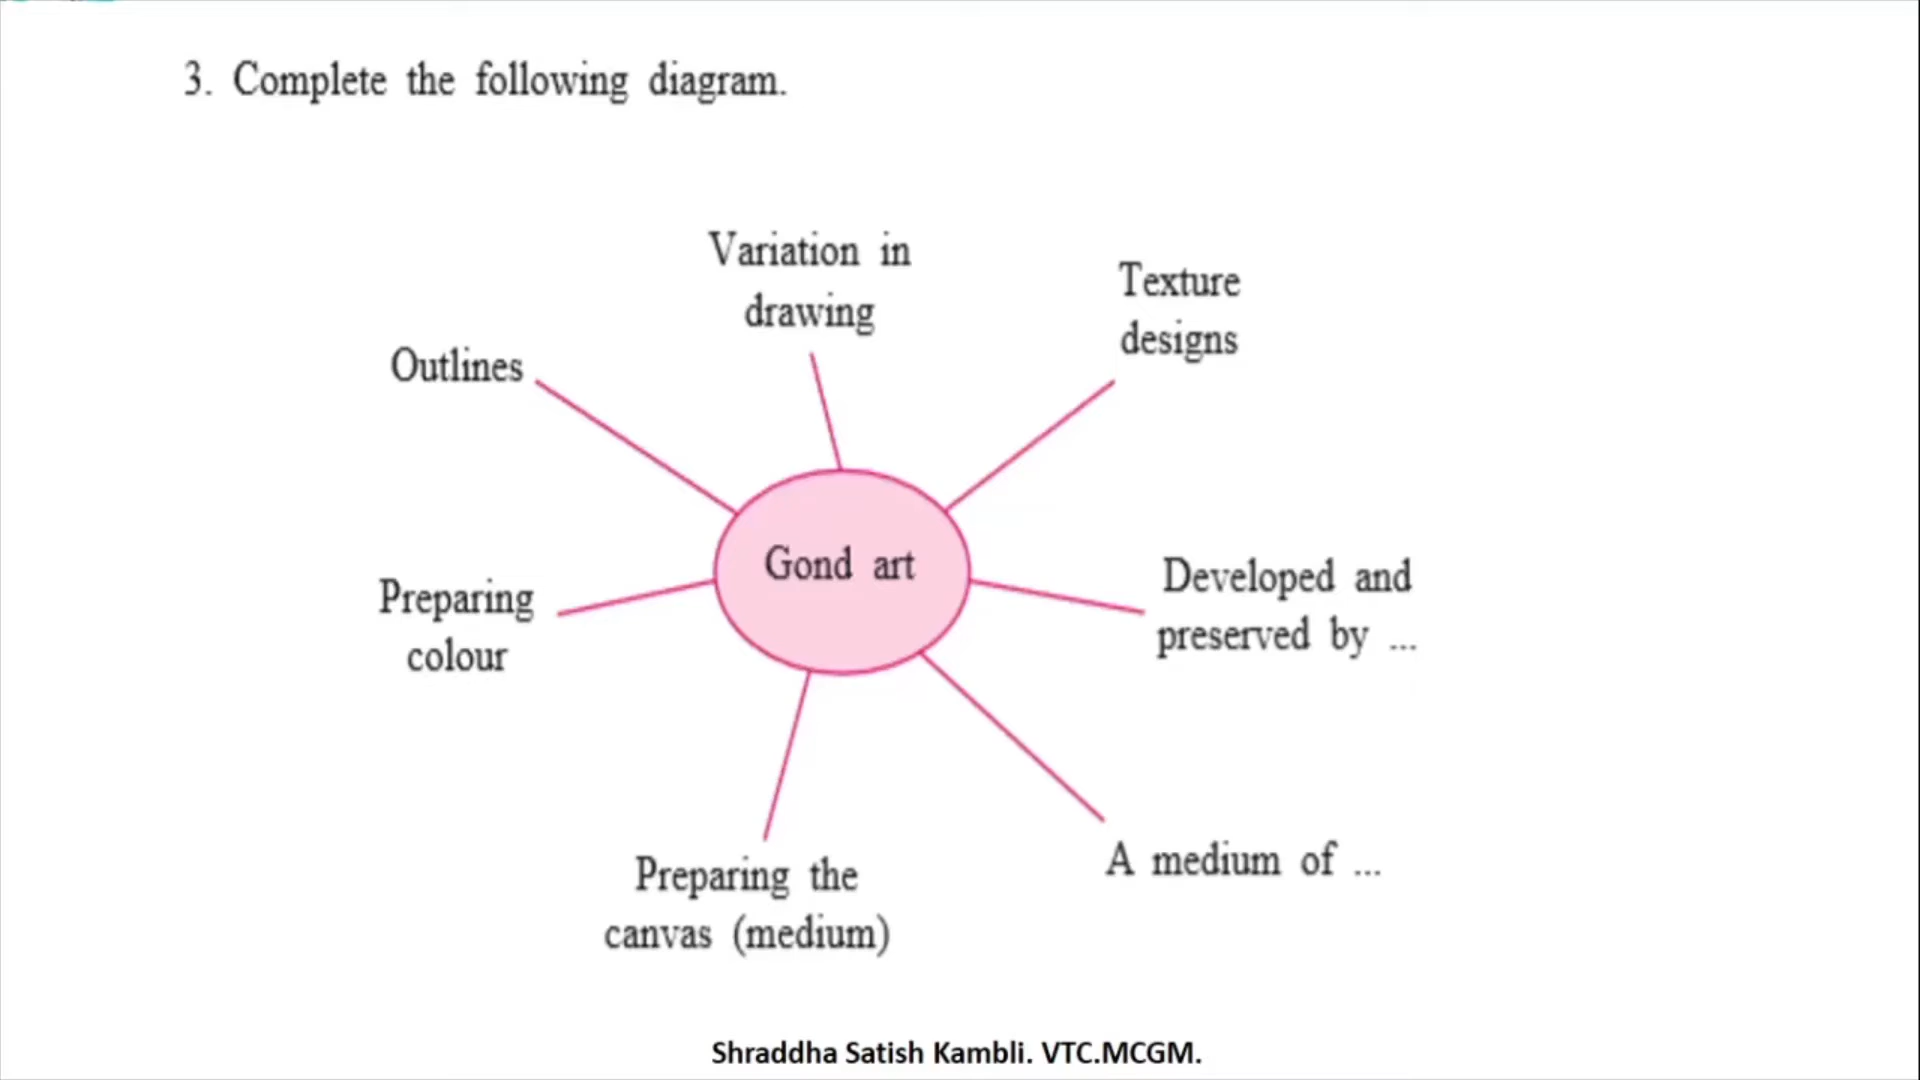 3. Complete the following diagram.
Variation in
drawing
Texture
designs
Outlines
Gond art
Developed and
preserved by ...
Preparing
colour
A medium of ...
Preparing the
canvas (medium)
Shraddha Satish Kambli. VTC.MCGM.